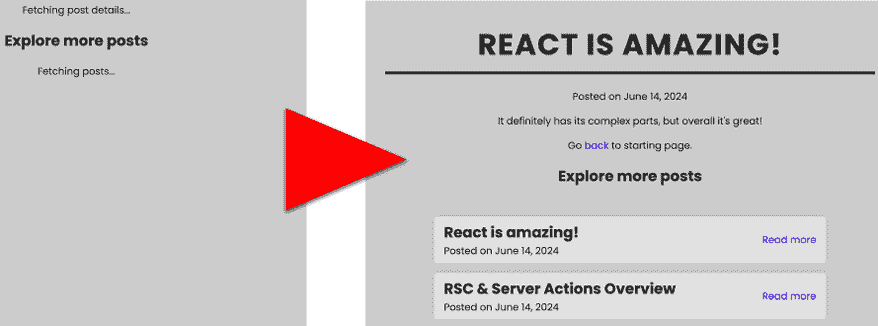 Fetching post details...
Explore more posts
Fetching posts...
REACT IS AMAZING!
Posted on June 14, 2024
It definitely has its complex parts, but overall it's great!
Go back to starting page.
Explore more posts
React is amazing!
Posted on June 14, 2024
Read more
RSC & Server Actions Overview
Posted on June 14, 2024
Read more